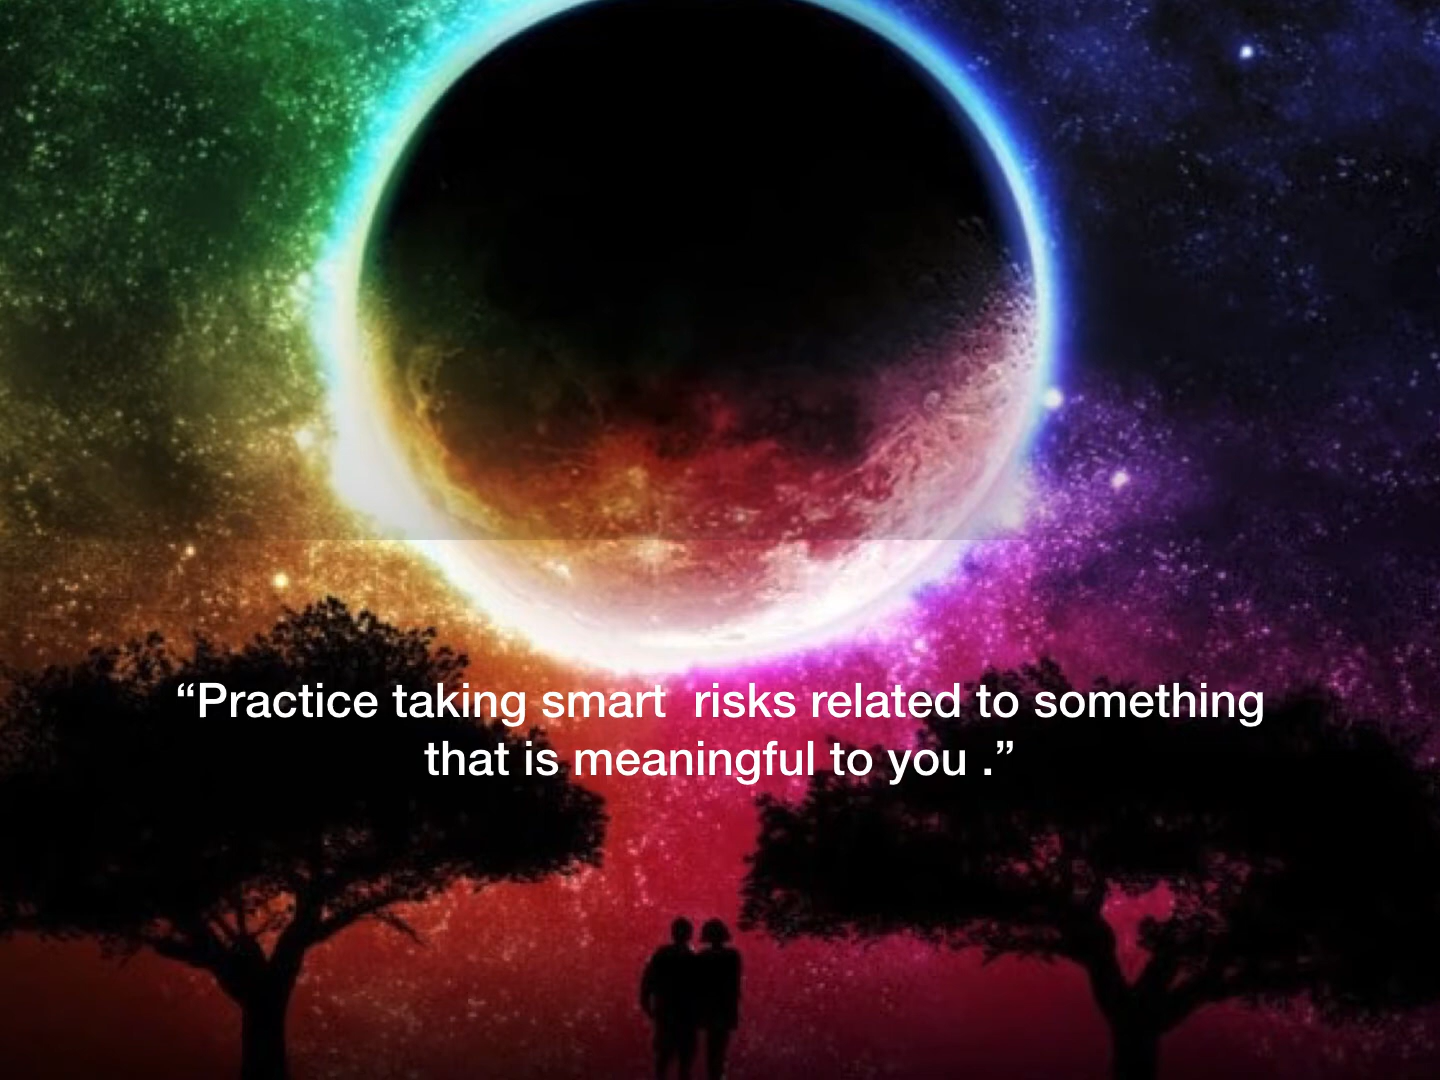 “Practice taking smart  risks related to something
that is meaningful to you .”